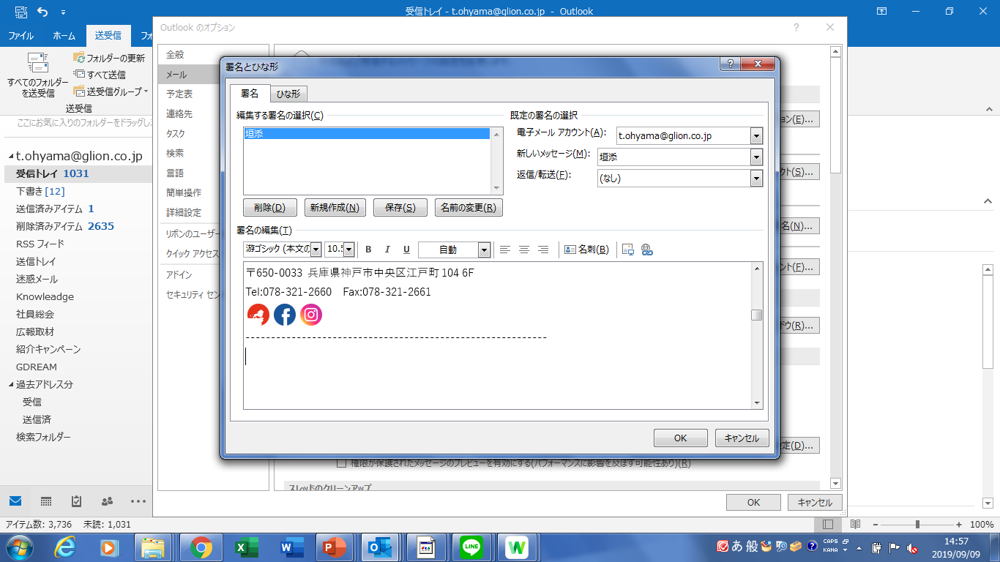 受信トレイ - t.ohyama@glion.co.jp - Outlook
ファイル ホーム 送受信
すべてのフォルダーを送受信
フォルダーの更新
すべて送信
送受信グループ
送受信
ここにお気に入りのフォルダーをドラッグし
t.ohyama@glion.co.jp
受信トレイ 1031
下書き [12]
送信済みアイテム 1
削除済みアイテム 2635
RSS フィード
送信トレイ
迷惑メール
Knowleadge
社員総会
広報取材
紹介キャンペーン
GDREAM
過去アドレス分
受信
送信済
検索フォルダー
アイテム数: 3,736 未読: 1,031
Outlook のオプション
全般
メール
予定表
連絡先
タスク
検索
言語
簡単操作
詳細設定
リボンのユーザー
クイック アクセス
アドイン
セキュリティ セン
署名とひな形
署名 ひな形
編集する署名の選択(C)
垣添
削除(D) 新規作成(N) 保存(S) 名前の変更(R)
既定の署名の選択
電子メール アカウント(A): t.ohyama@glion.co.jp
新しいメッセージ(M): 垣添
返信/転送(F): (なし)
署名の編集(T)
游ゴシック (本文の 10.5 B I U 自動 名刺(B)
〒650-0033 兵庫県神戸市中央区江戸町 104 6F
Tel:078-321-2660 Fax:078-321-2661
------------------------------------------------------------
OK キャンセル
ョン(E)...
クト(S)...
名(N)...
ント(F)...
ドウ(R)...
定(D)...
権限が保護されたメッセージのプレビューを有効にする(パフォーマンスに影響を及ぼす可能性あり)(R)
スレッドのクリーンアップ
OK キャンセル
100%
LINE
あ 般
CAPS
KANA
14:57
2019/09/09